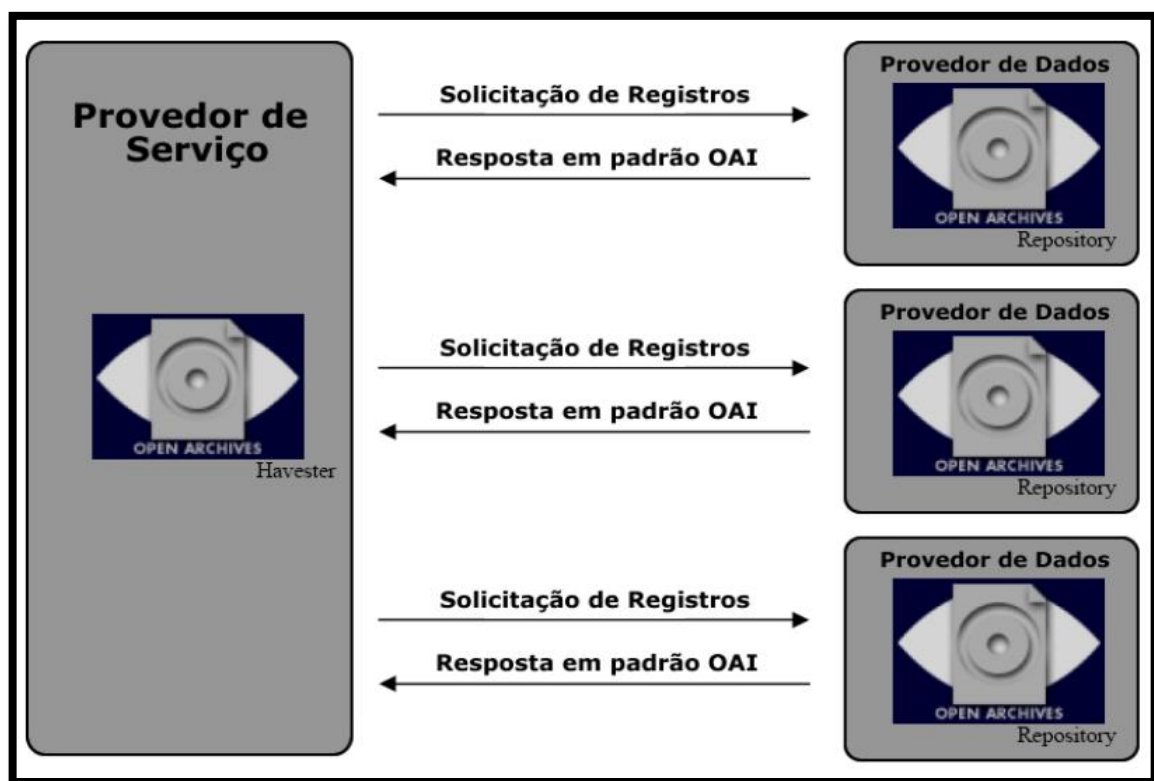 Provedor de
Serviço
OPEN ARCHIVES
Havester
Solicitação de Registros
Resposta em padrão OAI
Provedor de Dados
OPEN ARCHIVES
Repository
Solicitação de Registros
Resposta em padrão OAI
Provedor de Dados
OPEN ARCHIVES
Repository
Solicitação de Registros
Resposta em padrão OAI
Provedor de Dados
OPEN ARCHIVES
Repository